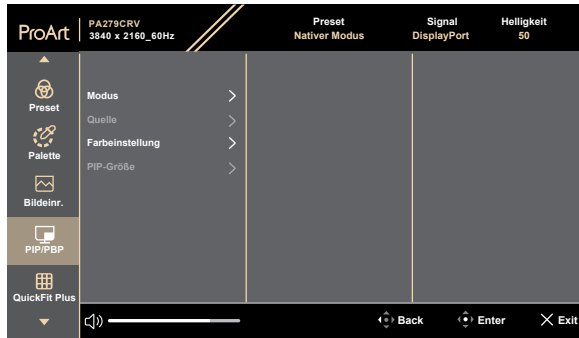 ProArt
PA279CRV
3840 x 2160_60Hz
Preset
Nativer Modus
Signal
DisplayPort
Helligkeit
50
Preset
Palette
Bildeinr.
PIP/PBP
QuickFit Plus
Modus
Quelle
Farbeinstellung
PIP-Größe
Back
Enter
Exit